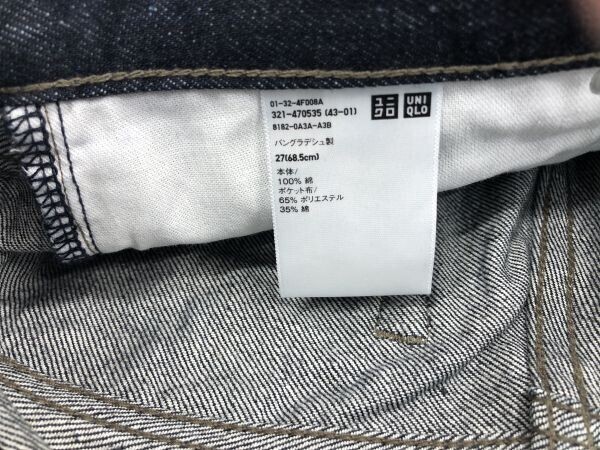 01-32-4F008A
321-470535 (43-01)
8182-0A3A-A3B
バングラデシュ製
27(68.5cm)
本体/
100% 綿
ポケット布/
65% ポリエステル
35% 綿
ユニ
クロ
UNI
QLO